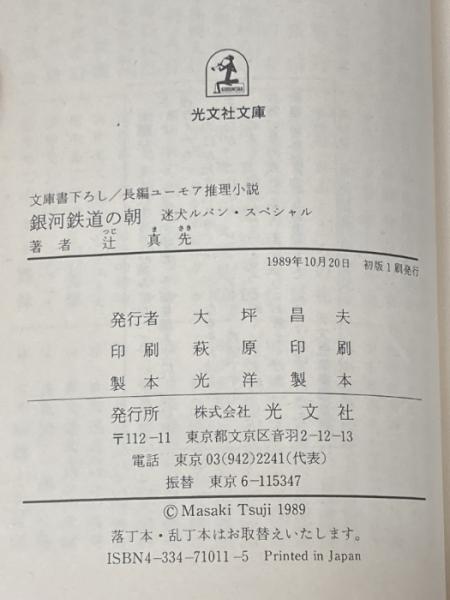 光文社文庫
文庫書下ろし/長編ユーモア推理小説
銀河鉄道の朝 迷犬ルパン・スペシャル
つじ ま さき
著者 辻 真先
1989年10月20日 初版1刷発行
発行者 大坪昌夫
印刷 萩原印刷
製本 光洋製本
発行所 株式会社 光文社
〒112-11 東京都文京区音羽2-12-13
電話 東京03(942)2241(代表)
振替 東京6-115347
© Masaki Tsuji 1989
落丁本・乱丁本はお取替えいたします。
ISBN4-334-71011-5 Printed in Japan